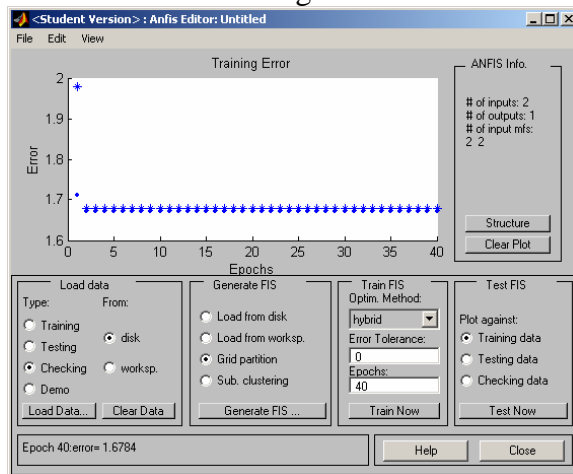 <Student Version> : Anfis Editor: Untitled
File Edit View
Training Error
2
1.9
1.8
1.7
1.6
Error
0 5 10 15 20 25 30 35 40
Epochs
ANFIS Info.
# of inputs: 2
# of outputs: 1
# of input mfs:
2 2
Structure
Clear Plot
Load data
Type: From:
Training
Testing
Checking
Demo
disk
worksp.
Load Data... Clear Data
Generate FIS
Load from disk
Load from worksp.
Grid partition
Sub. clustering
Generate FIS ...
Train FIS
Optim. Method:
hybrid
Error Tolerance:
0
Epochs:
40
Train Now
Test FIS
Plot against:
Training data
Testing data
Checking data
Test Now
Epoch 40:error= 1.6784
Help Close